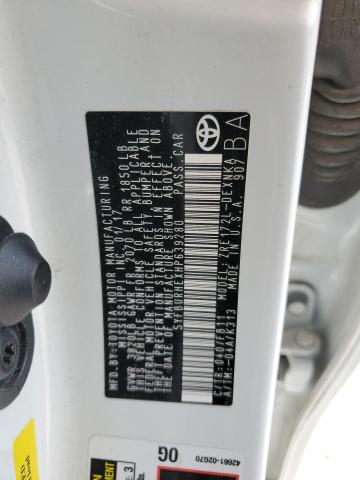 MFD.BY:TOYOTA MOTOR MANUFACTURING
MISSISSIPPI, INC. 01/17
GVWR 3820LB GAWR FR 2070LB RR 1850LB
THIS VEHICLE CONFORMS TO ALL APPLICABLE
FEDERAL MOTOR VEHICLE SAFETY, BUMPER AND
THEFT PREVENTION STANDARDS IN EFFECT ON
THE DATE OF MANUFACTURE SHOWN ABOVE.
5YFBURHEXHP639280 PASS.CAR
C/TR: 040/FB11
A/TM: -04A/K313
MODEL: ZRE172L-DEXNKA
MADE IN U.S.A. 907
BA
TOYOTA
42661-02G70
0G